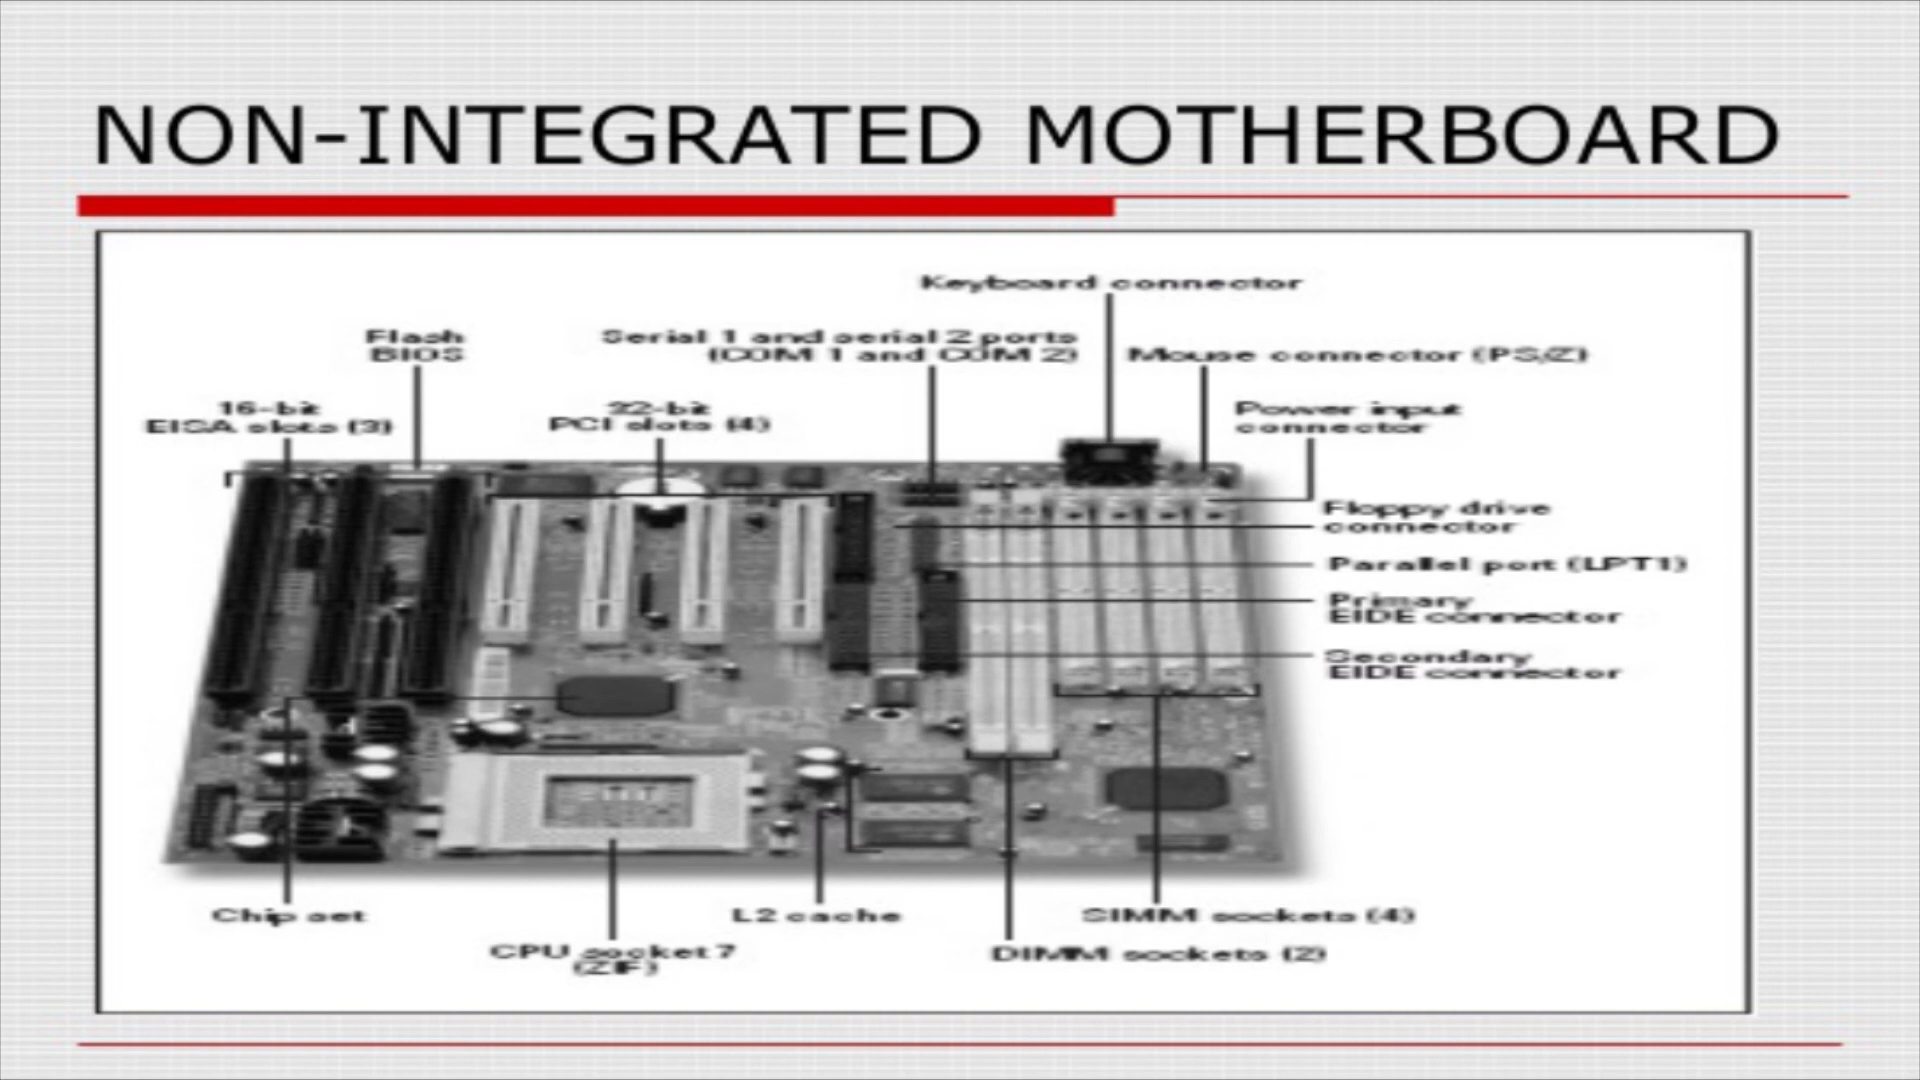 NON-INTEGRATED MOTHERBOARD
Keyboard connector
Flash
BIOS
Serial 1 and serial 2 ports
(COM 1 and COM 2)
Mouse connector (PS/2)
16-bit
EISA slots (3)
32-bit
PCI slots (4)
Power input
connector
Floppy drive
connector
Parallel port (LPT1)
Primary
EIDE connector
Secondary
EIDE connector
Chip set
CPU socket 7
(ZIF)
L2 cache
DIMM sockets (2)
SIMM sockets (4)